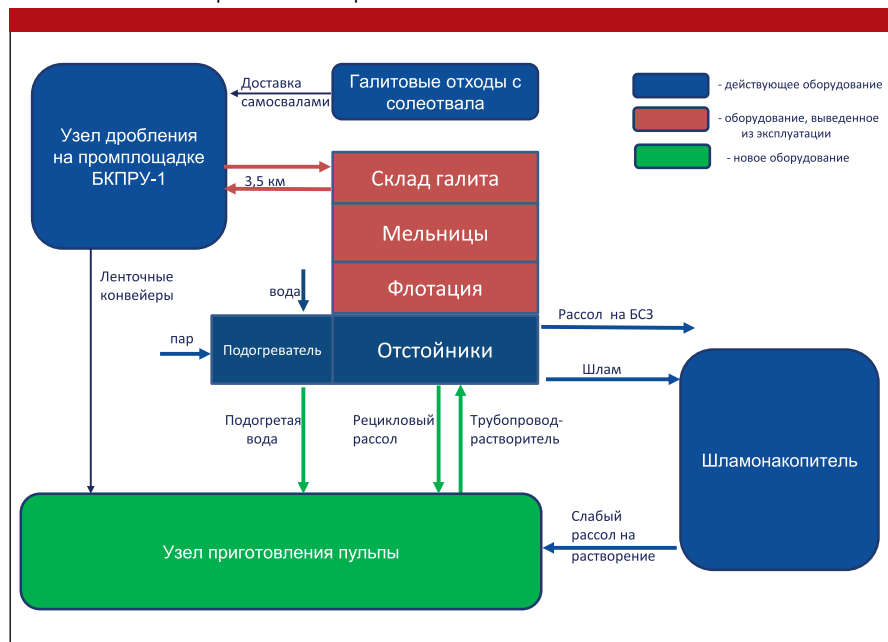 Галитовые отходы с
солеотвала
Доставка
самосвалами
Узел дробления
на промплощадке
БКПРУ-1
- действующее оборудование
- оборудование, выведенное
из эксплуатации
- новое оборудование
3,5 км
Склад галита
Мельницы
Флотация
Ленточные
конвейеры
вода
пар
Подогреватель
Отстойники
Рассол на БСЗ
Шлам
Подогретая
вода
Рецикловый
рассол
Трубопровод-
растворитель
Шламонакопитель
Слабый
рассол на
растворение
Узел приготовления пульпы